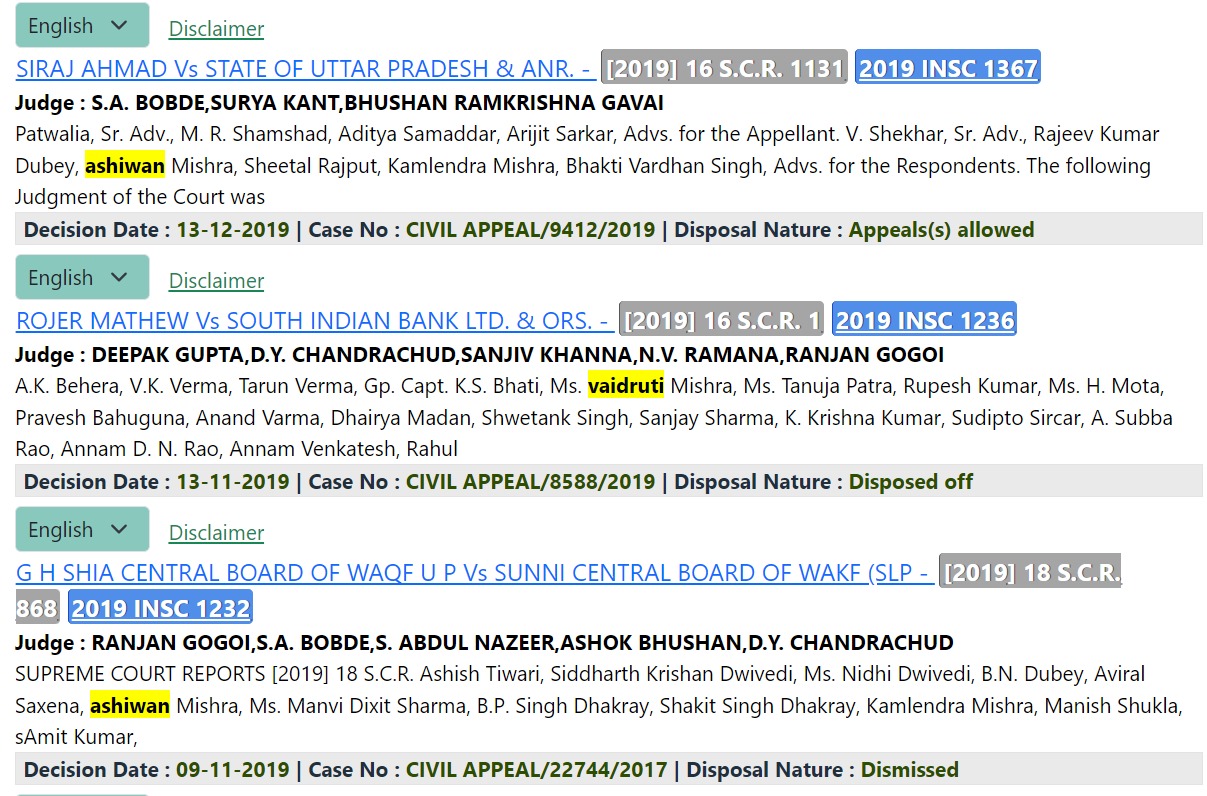 English
Disclaimer
SIRAJ AHMAD Vs STATE OF UTTAR PRADESH & ANR. - [2019] 16 S.C.R. 1131 2019 INSC 1367
Judge : S.A. BOBDE,SURYA KANT,BHUSHAN RAMKRISHNA GAVAI
Patwalia, Sr. Adv., M. R. Shamshad, Aditya Samaddar, Arijit Sarkar, Advs. for the Appellant. V. Shekhar, Sr. Adv., Rajeev Kumar
Dubey, ashiwan Mishra, Sheetal Rajput, Kamlendra Mishra, Bhakti Vardhan Singh, Advs. for the Respondents. The following
Judgment of the Court was
Decision Date : 13-12-2019 | Case No : CIVIL APPEAL/9412/2019 | Disposal Nature : Appeals(s) allowed
English
Disclaimer
ROJER MATHEW Vs SOUTH INDIAN BANK LTD. & ORS. - [2019] 16 S.C.R. 1 2019 INSC 1236
Judge : DEEPAK GUPTA,D.Y. CHANDRACHUD,SANJIV KHANNA,N.V. RAMANA,RANJAN GOGOI
A.K. Behera, V.K. Verma, Tarun Verma, Gp. Capt. K.S. Bhati, Ms. vaidruti Mishra, Ms. Tanuja Patra, Rupesh Kumar, Ms. H. Mota,
Pravesh Bahuguna, Anand Varma, Dhairya Madan, Shwetank Singh, Sanjay Sharma, K. Krishna Kumar, Sudipto Sircar, A. Subba
Rao, Annam D. N. Rao, Annam Venkatesh, Rahul
Decision Date : 13-11-2019 | Case No : CIVIL APPEAL/8588/2019 | Disposal Nature : Disposed off
English
Disclaimer
G H SHIA CENTRAL BOARD OF WAQF U P Vs SUNNI CENTRAL BOARD OF WAKF (SLP - [2019] 18 S.C.R.
868 2019 INSC 1232
Judge : RANJAN GOGOI,S.A. BOBDE,S. ABDUL NAZEER,ASHOK BHUSHAN,D.Y. CHANDRACHUD
SUPREME COURT REPORTS [2019] 18 S.C.R. Ashish Tiwari, Siddharth Krishan Dwivedi, Ms. Nidhi Dwivedi, B.N. Dubey, Aviral
Saxena, ashiwan Mishra, Ms. Manvi Dixit Sharma, B.P. Singh Dhakray, Shakit Singh Dhakray, Kamlendra Mishra, Manish Shukla,
sAmit Kumar,
Decision Date : 09-11-2019 | Case No : CIVIL APPEAL/22744/2017 | Disposal Nature : Dismissed